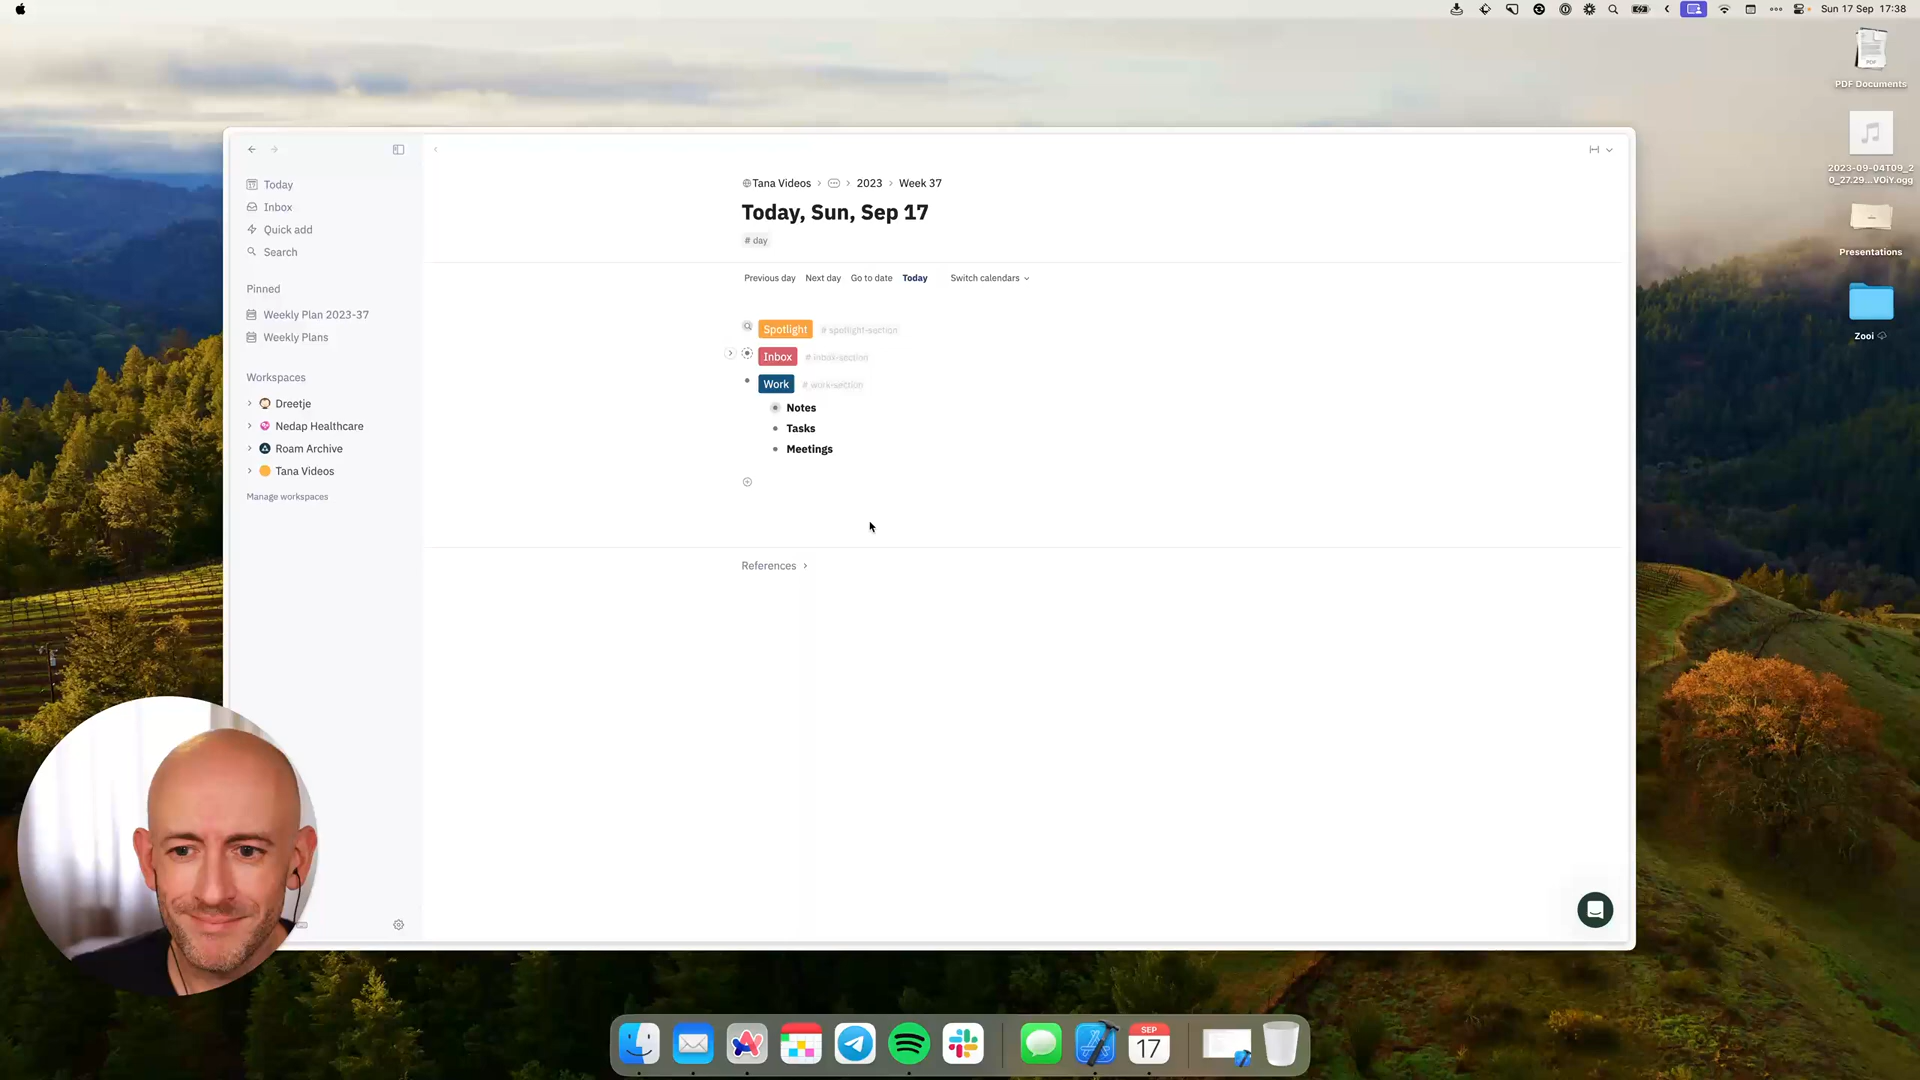 Sun 17 Sep 17:38
PDF Documents
2023-09-04T09_2
0_27.29...VOiY.ogg
Presentations
Zooi
Today
Inbox
Quick add
Search
Pinned
Weekly Plan 2023-37
Weekly Plans
Workspaces
Dreetje
Nedap Healthcare
Roam Archive
Tana Videos
Manage workspaces
Tana Videos > > 2023 > Week 37
Today, Sun, Sep 17
# day
Previous day Next day Go to date Today Switch calendars
Spotlight # spotlight-section
Inbox # inbox-section
Work # work-section
Notes
Tasks
Meetings
References
SEP
17